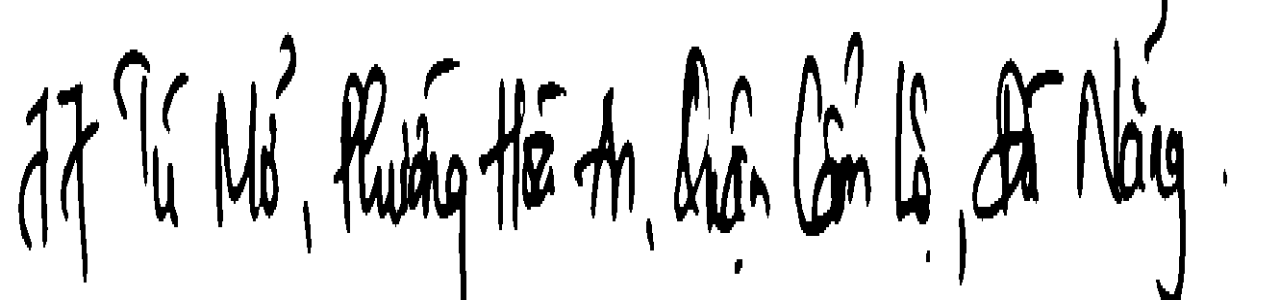 77 Tú Mỡ, Phường Hòa An, Quận Cẩm Lệ, Đà Nẵng.